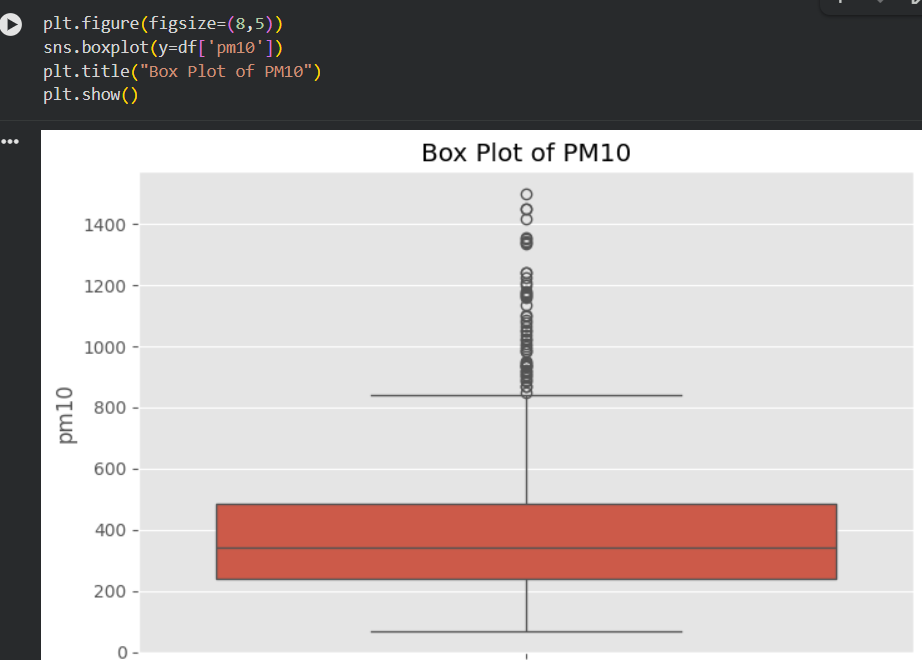 plt.figure(figsize=(8,5))
sns.boxplot(y=df['pm10'])
plt.title("Box Plot of PM10")
plt.show()
Box Plot of PM10
1400
1200
1000
800
600
400
200
0
pm10